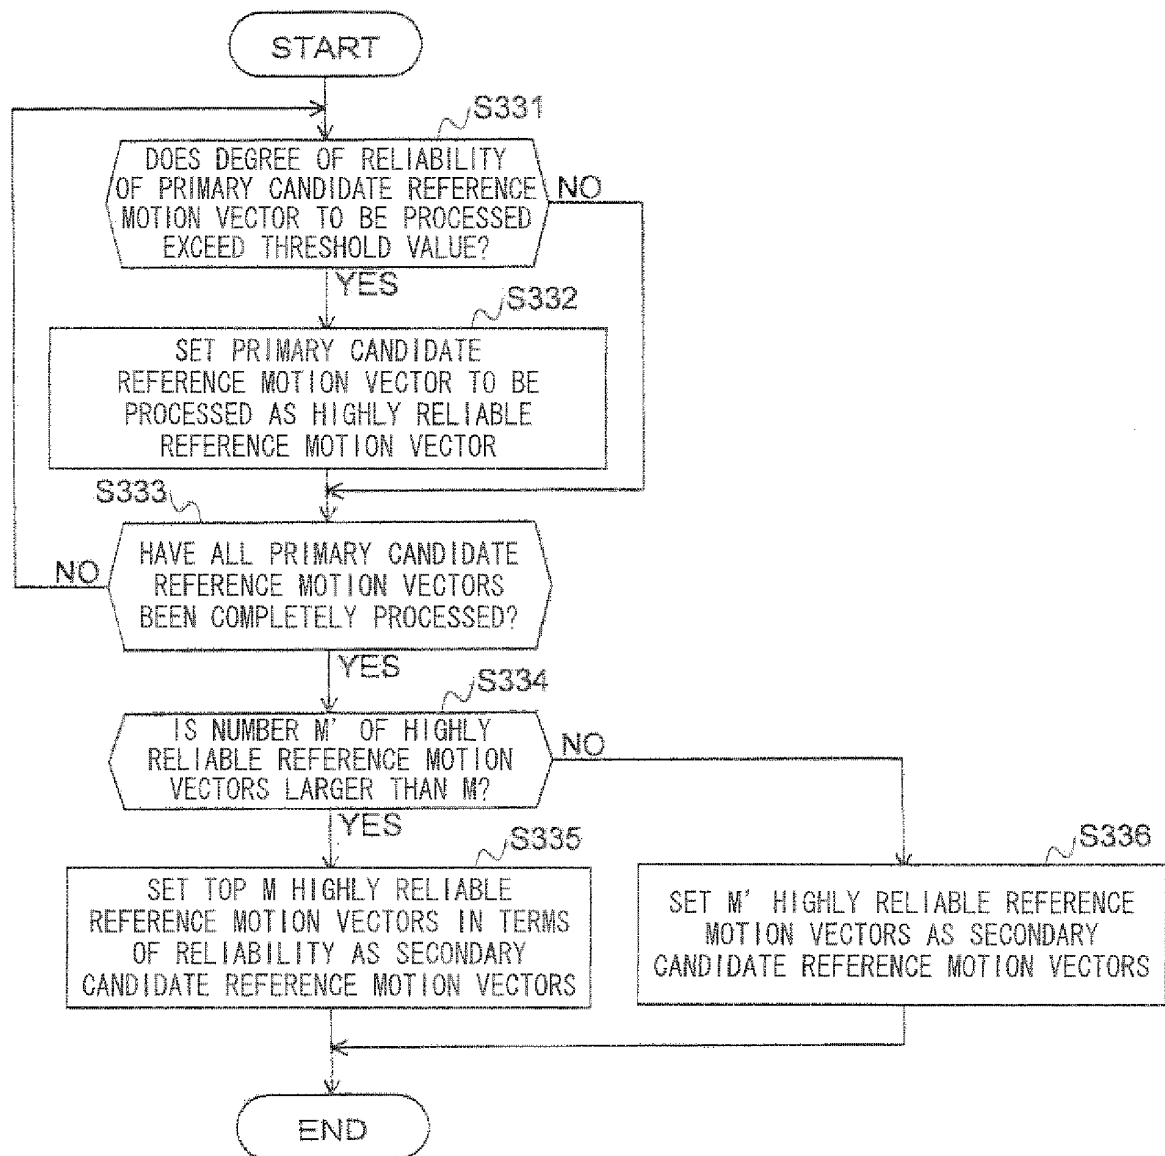 START
S331
DOES DEGREE OF RELIABILITY
OF PRIMARY CANDIDATE REFERENCE
MOTION VECTOR TO BE PROCESSED
EXCEED THRESHOLD VALUE?
NO
YES
S332
SET PRIMARY CANDIDATE
REFERENCE MOTION VECTOR TO BE
PROCESSED AS HIGHLY RELIABLE
REFERENCE MOTION VECTOR
S333
HAVE ALL PRIMARY CANDIDATE
REFERENCE MOTION VECTORS
BEEN COMPLETELY PROCESSED?
NO
YES
S334
IS NUMBER M' OF HIGHLY
RELIABLE REFERENCE MOTION
VECTORS LARGER THAN M?
NO
YES
S335
SET TOP M HIGHLY RELIABLE
REFERENCE MOTION VECTORS IN TERMS
OF RELIABILITY AS SECONDARY
CANDIDATE REFERENCE MOTION VECTORS
S336
SET M' HIGHLY RELIABLE REFERENCE
MOTION VECTORS AS SECONDARY
CANDIDATE REFERENCE MOTION VECTORS
END